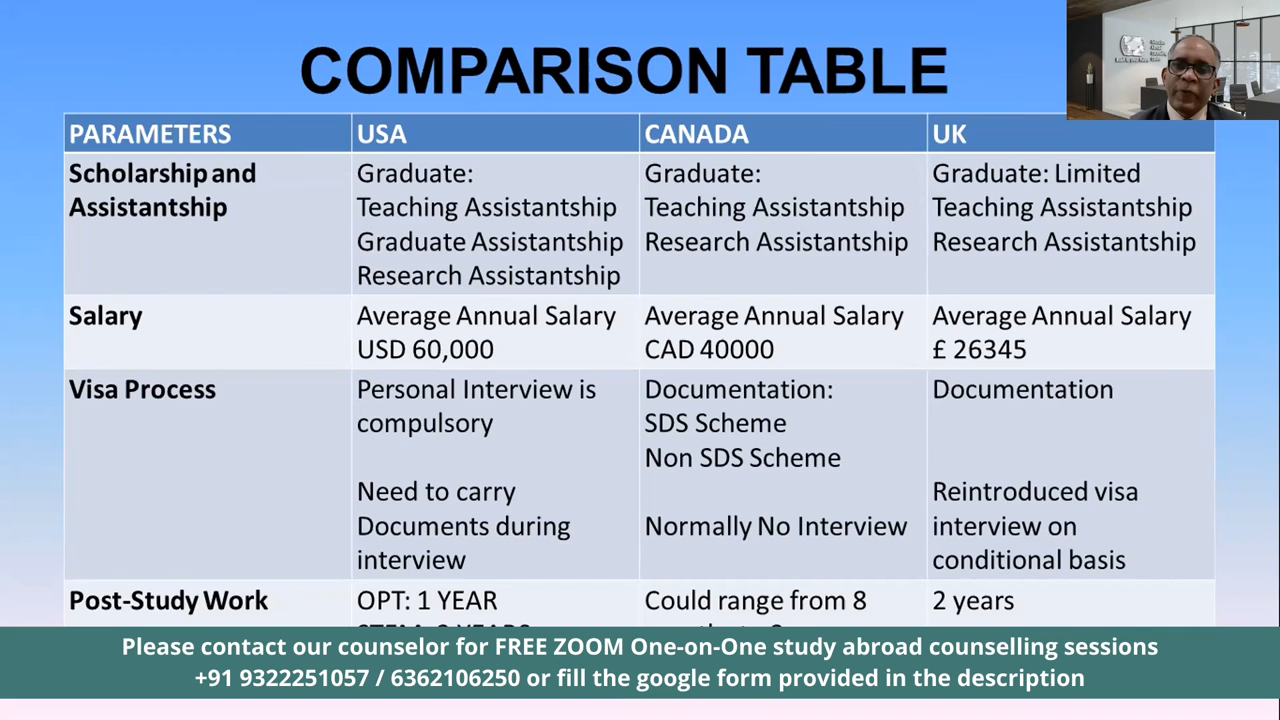 COMPARISON TABLE
PARAMETERS USA CANADA UK
Scholarship and
Assistantship
Graduate:
Teaching Assistantship
Graduate Assistantship
Research Assistantship
Graduate:
Teaching Assistantship
Research Assistantship
Graduate: Limited
Teaching Assistantship
Research Assistantship
Salary
Average Annual Salary
USD 60,000
Average Annual Salary
CAD 40000
Average Annual Salary
£ 26345
Visa Process
Personal Interview is
compulsory
Need to carry
Documents during
interview
Documentation:
SDS Scheme
Non SDS Scheme
Normally No Interview
Documentation
Reintroduced visa
interview on
conditional basis
Post-Study Work
OPT: 1 YEAR
Could range from 8
2 years
Please contact our counselor for FREE ZOOM One-on-One study abroad counselling sessions
+91 9322251057 / 6362106250 or fill the google form provided in the description